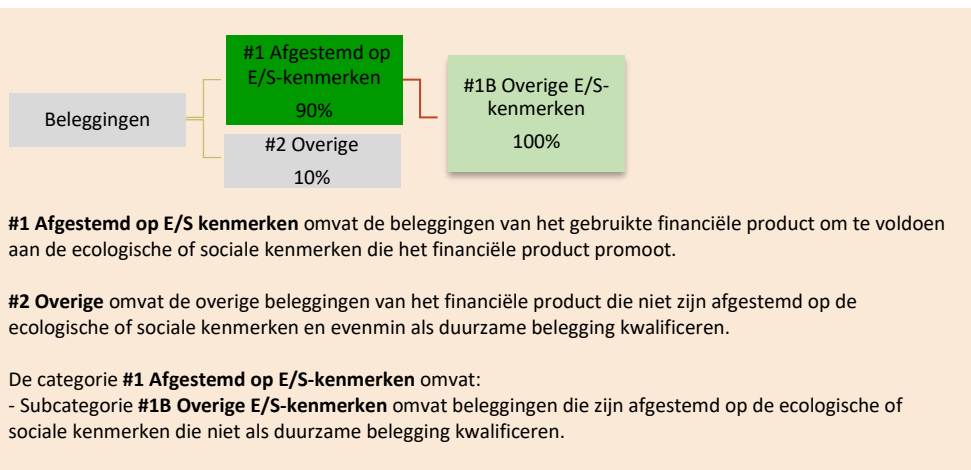 #1 Afgestemd op
E/S-kenmerken
90%
#1B Overige E/S-
kenmerken
100%
Beleggingen
#2 Overige
10%
#1 Afgestemd op E/S kenmerken omvat de beleggingen van het gebruikte financiële product om te voldoen
aan de ecologische of sociale kenmerken die het financiële product promoot.
#2 Overige omvat de overige beleggingen van het financiële product die niet zijn afgestemd op de
ecologische of sociale kenmerken en evenmin als duurzame belegging kwalificeren.
De categorie #1 Afgestemd op E/S-kenmerken omvat:
- Subcategorie #1B Overige E/S-kenmerken omvat beleggingen die zijn afgestemd op de ecologische of
sociale kenmerken die niet als duurzame belegging kwalificeren.